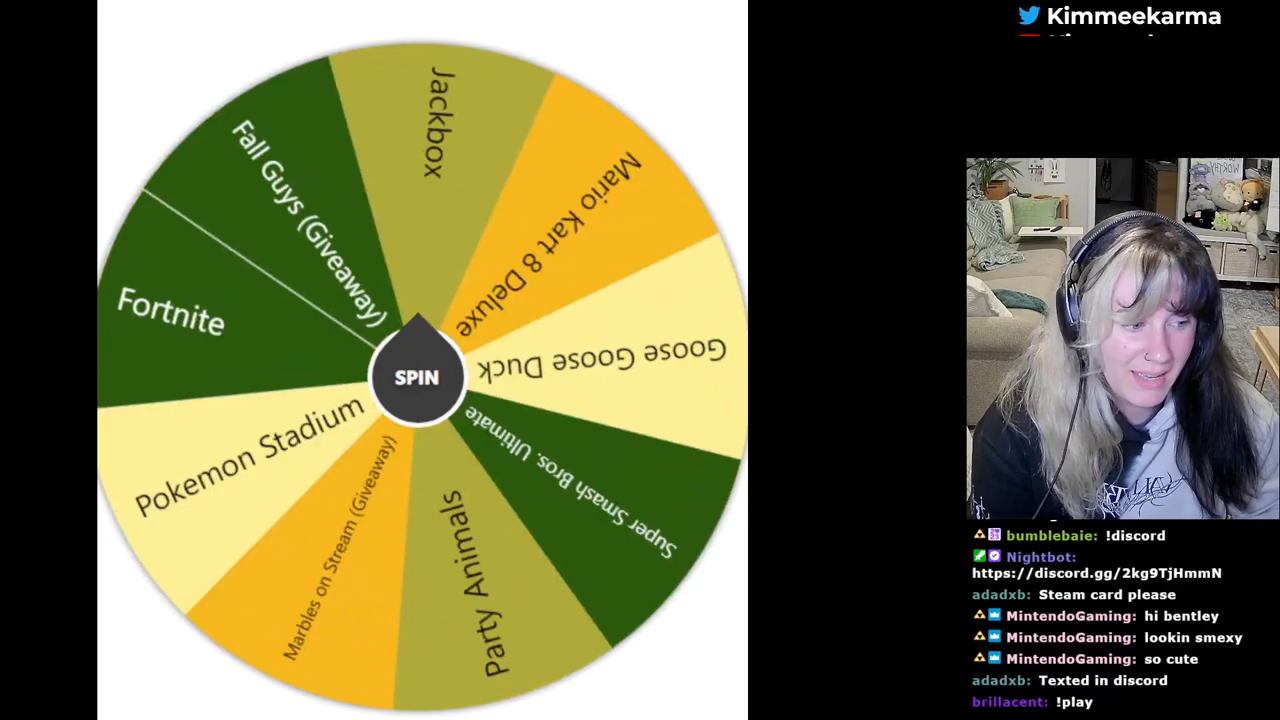 Kimmeekarma
Jackbox
Mario Kart 8 Deluxe
Goose Goose Duck
Super Smash Bros. Ultimate
Party Animals
Marbles on Stream (Giveaway)
Pokemon Stadium
Fortnite
Fall Guys (Giveaway)
SPIN
bumblebaie: !discord
Nightbot:
https://discord.gg/2kg9TjHmmN
adadxb: Steam card please
MintendoGaming: hi bentley
MintendoGaming: lookin smexy
MintendoGaming: so cute
adadxb: Texted in discord
brillacent: !play